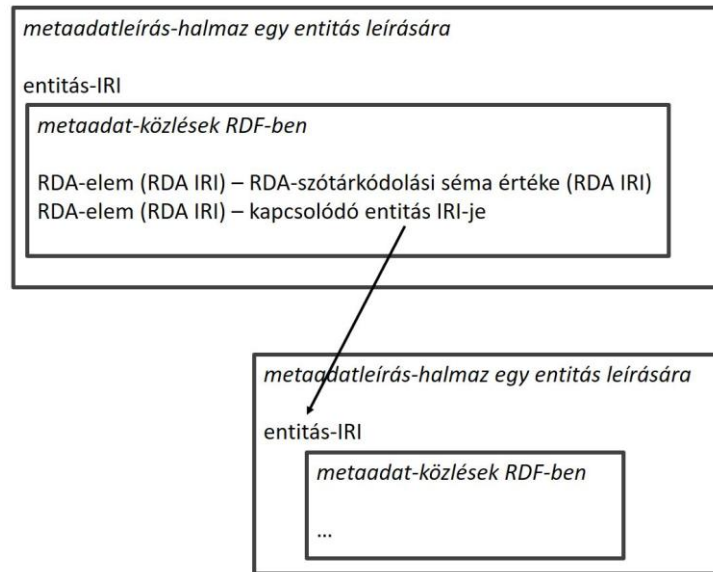 metaadatleírás-halmaz egy entitás leírására
entitás-IRI
metaadat-közlések RDF-ben
RDA-elem (RDA IRI) – RDA-szótárkódolási séma értéke (RDA IRI)
RDA-elem (RDA IRI) – kapcsolódó entitás IRI-je
metaadatleírás-halmaz egy entitás leírására
entitás-IRI
metaadat-közlések RDF-ben
...